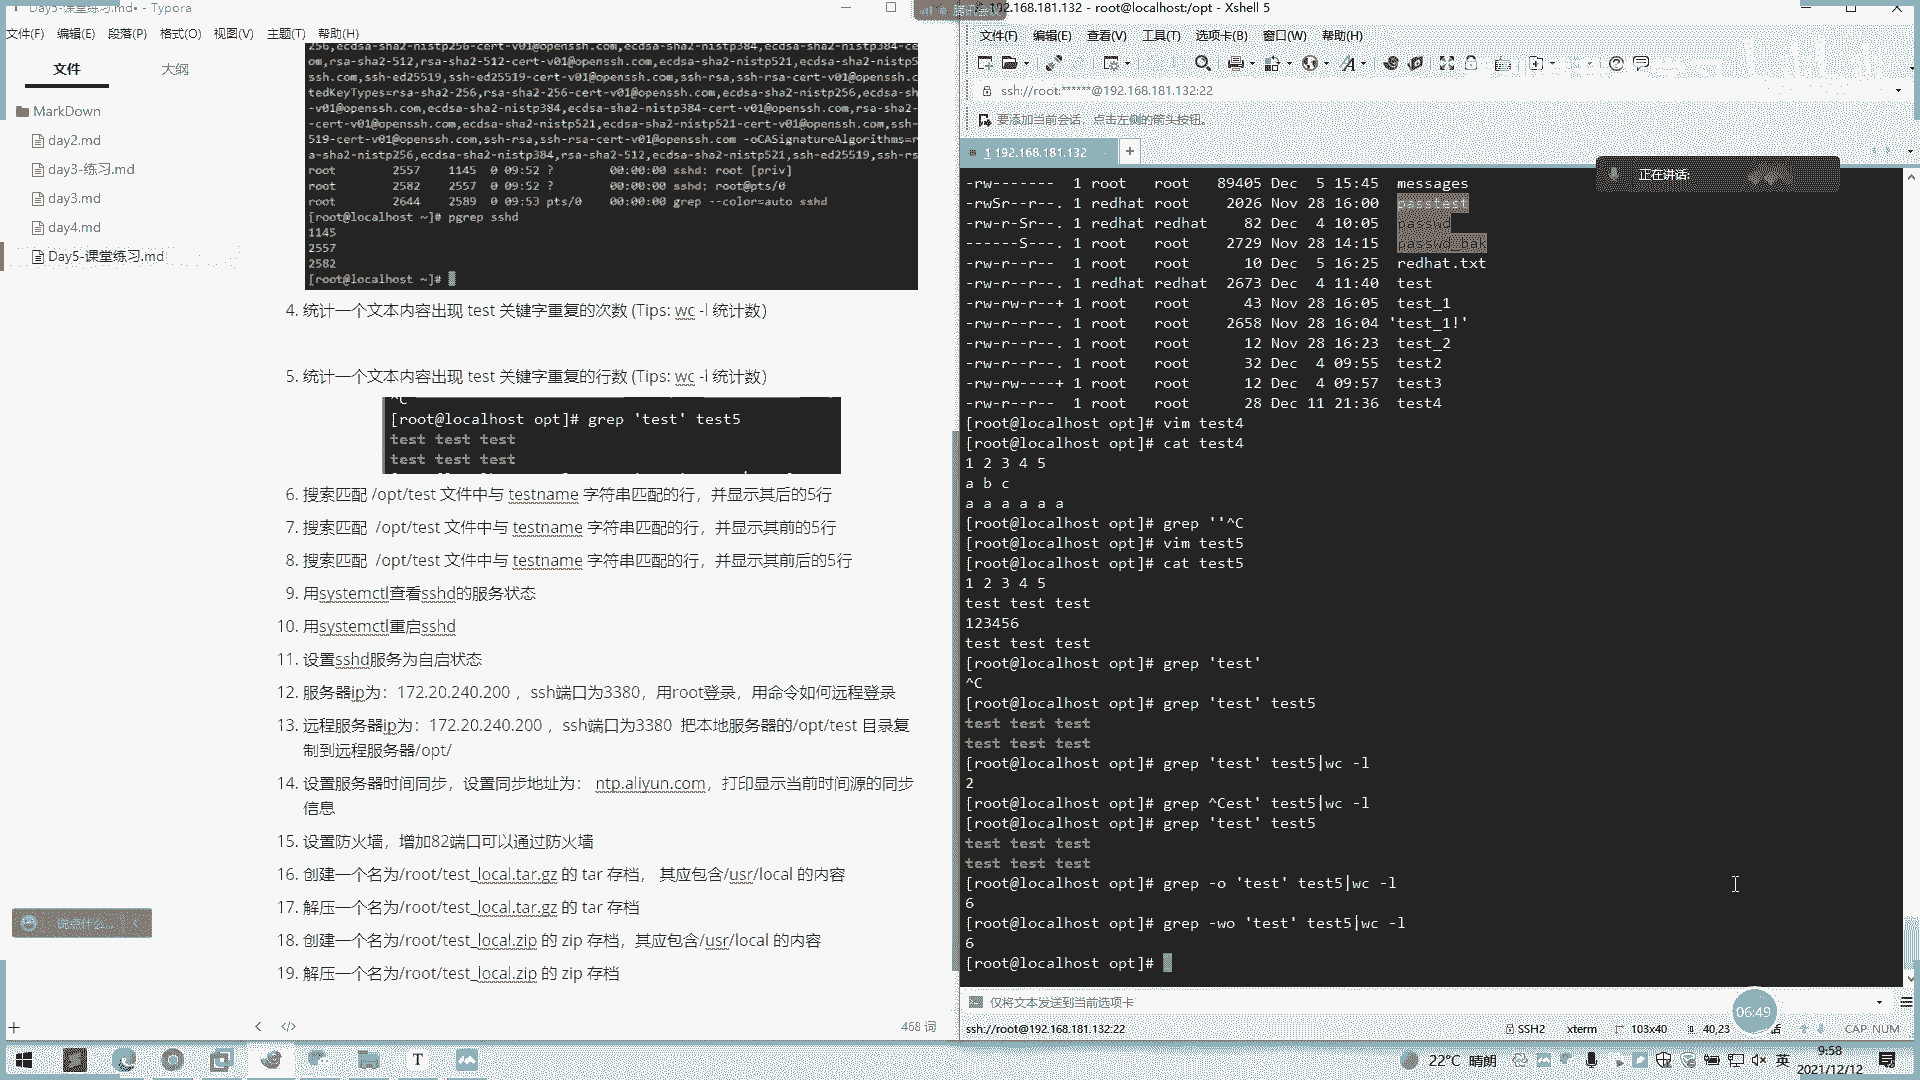 Day5-课堂练习.md• - Typora
文件(F) 编辑(E) 段落(P) 格式(O) 视图(V) 主题(T) 帮助(H)
文件 大纲
MarkDown
day2.md
day3-练习.md
day3.md
day4.md
Day5-课堂练习.md
256,ecdsa-sha2-nistp256-cert-v01@openssh.com,ecdsa-sha2-nistp384,ecdsa-sha2-nistp384-ce
om,rsa-sha2-512,rsa-sha2-512-cert-v01@openssh.com,ecdsa-sha2-nistp521,ecdsa-sha2-nistp5
ssh.com,ssh-ed25519,ssh-ed25519-cert-v01@openssh.com,ssh-rsa,ssh-rsa-cert-v01@openssh.c
tedKeyTypes=rsa-sha2-256,rsa-sha2-256-cert-v01@openssh.com,ecdsa-sha2-nistp256,ecdsa-sh
-v01@openssh.com,ecdsa-sha2-nistp384,ecdsa-sha2-nistp384-cert-v01@openssh.com,rsa-sha2-
-cert-v01@openssh.com,ecdsa-sha2-nistp521,ecdsa-sha2-nistp521-cert-v01@openssh.com,ssh-
519-cert-v01@openssh.com,ssh-rsa,ssh-rsa-cert-v01@openssh.com -oCASignatureAlgorithms=r
a-sha2-nistp256,ecdsa-sha2-nistp384,rsa-sha2-512,ecdsa-sha2-nistp521,ssh-ed25519,ssh-rs
root 2557 1145 0 09:52 ? 00:00:00 sshd: root [priv]
root 2582 2557 0 09:52 ? 00:00:00 sshd: root@pts/0
root 2644 2589 0 09:53 pts/0 00:00:00 grep --color=auto sshd
[root@localhost ~]# pgrep sshd
1145
2557
2582
[root@localhost ~]#
4. 统计一个文本内容出现 test 关键字重复的次数 (Tips: wc -l 统计数)
5. 统计一个文本内容出现 test 关键字重复的行数 (Tips: wc -l 统计数)
^C
[root@localhost opt]# grep 'test' test5
test test test
test test test
6. 搜索匹配 /opt/test 文件中与 testname 字符串匹配的行，并显示其后的5行
7. 搜索匹配 /opt/test 文件中与 testname 字符串匹配的行，并显示其前的5行
8. 搜索匹配 /opt/test 文件中与 testname 字符串匹配的行，并显示其前后的5行
9. 用systemctl查看sshd的服务状态
10. 用systemctl重启sshd
11. 设置sshd服务为自启状态
12. 服务器ip为：172.20.240.200 ，ssh端口为3380，用root登录，用命令如何远程登录
13. 远程服务器ip为：172.20.240.200 ，ssh端口为3380 把本地服务器的/opt/test 目录复
制到远程服务器/opt/
14. 设置服务器时间同步，设置同步地址为： ntp.aliyun.com，打印显示当前时间源的同步
信息
15. 设置防火墙，增加82端口可以通过防火墙
16. 创建一个名为/root/test_local.tar.gz 的 tar 存档， 其应包含/usr/local 的内容
17. 解压一个名为/root/test_local.tar.gz 的 tar 存档
18. 创建一个名为/root/test_local.zip 的 zip 存档，其应包含/usr/local 的内容
19. 解压一个名为/root/test_local.zip 的 zip 存档
说点什么...
468 词
192.168.181.132 - root@localhost:/opt - Xshell 5
文件(F) 编辑(E) 查看(V) 工具(T) 选项卡(B) 窗口(W) 帮助(H)
ssh://root:******@192.168.181.132:22
要添加当前会话，点击左侧的箭头按钮。
1 192.168.181.132
正在讲话:
-rw------- 1 root root 89405 Dec 5 15:45 messages
-rwSr--r--. 1 redhat root 2026 Nov 28 16:00 passtest
-rw-r-Sr--. 1 redhat redhat 82 Dec 4 10:05 passwd
------S---. 1 root root 2729 Nov 28 14:15 passwd_bak
-rw-r--r--. 1 root root 10 Dec 5 16:25 redhat.txt
-rw-r--r--. 1 redhat redhat 2673 Dec 4 11:40 test
-rw-rw-r--+ 1 root root 43 Nov 28 16:05 test_1
-rw-r--r--. 1 root root 2658 Nov 28 16:04 'test_1!'
-rw-r--r--. 1 root root 12 Nov 28 16:23 test_2
-rw-r--r--. 1 root root 32 Dec 4 09:55 test2
-rw-rw----+ 1 root root 12 Dec 4 09:57 test3
-rw-r--r--. 1 root root 28 Dec 11 21:36 test4
[root@localhost opt]# vim test4
[root@localhost opt]# cat test4
1 2 3 4 5
a b c
a a a a a a
[root@localhost opt]# grep ''^C
[root@localhost opt]# vim test5
[root@localhost opt]# cat test5
1 2 3 4 5
test test test
123456
test test test
[root@localhost opt]# grep 'test'
^C
[root@localhost opt]# grep 'test' test5
test test test
test test test
[root@localhost opt]# grep 'test' test5|wc -l
2
[root@localhost opt]# grep ^Cest' test5|wc -l
[root@localhost opt]# grep 'test' test5
test test test
test test test
[root@localhost opt]# grep -o 'test' test5|wc -l
6
[root@localhost opt]# grep -wo 'test' test5|wc -l
6
[root@localhost opt]#
仅将文本发送到当前选项卡
06:49
ssh://root@192.168.181.132:22 SSH2 xterm 103x40 40,23 CAP NUM
22°C 晴朗 英 9:58
2021/12/12